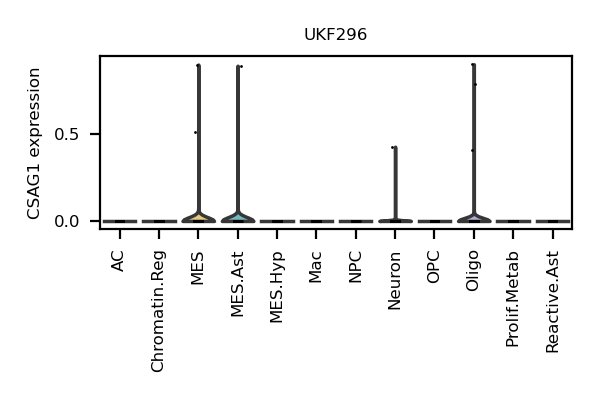 UKF296
CSAG1 expression
0.5
0.0
AC
Chromatin.Reg
MES
MES.Ast
MES.Hyp
Mac
NPC
Neuron
OPC
Oligo
Prolif.Metab
Reactive.Ast